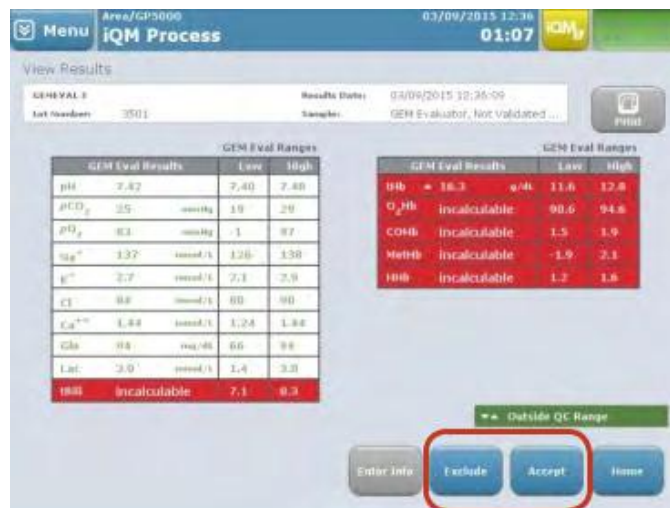 Area/GP5000
Menu
iQM Process
03/09/2015 12:36
01:07
iQM
View Results
GEMEVAL 3
Lot Number: 3501
Results Date: 03/09/2015 12:36:09
Sample: GEM Evaluator, Not Validated ...
Print
GEM Eval Ranges
GEM Eval Results Low High
pH 7.42 7.40 7.48
pCO2 25 mmHg 19 29
pO2 83 mmHg -1 87
Na+ 137 mmol/L 126 138
K+ 2.7 mmol/L 2.1 2.9
Cl 84 mmol/L 80 90
Ca++ 1.44 mmol/L 1.24 1.44
Glu 94 mg/dL 66 94
Lac mmol/L 1.4 3.0
tBili incalculable 7.1 8.3
GEM Eval Ranges
GEM Eval Results Low High
tHb 16.3 g/dL 11.6 12.8
O2Hb incalculable 90.6 94.6
COHb incalculable 1.5 1.9
MetHb incalculable -1.9 2.1
HHb incalculable 1.2 1.6
Outside QC Range
Enter Info
Exclude
Accept
Home